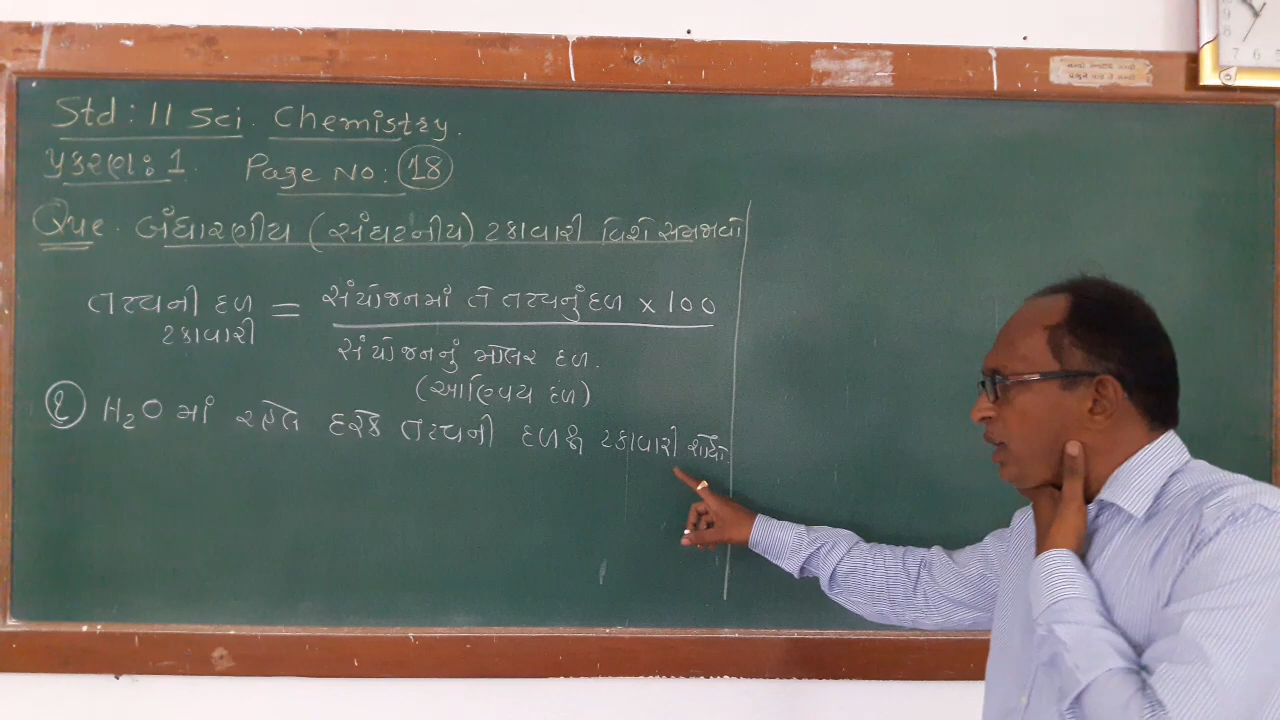 Std : 11 Sci. Chemistry.
પ્રકરણ : 1. Page No : 18
Que. બંધારણીય (સંઘટનીય) ટકાવારી વિશે સમજાવો
તત્વની દળ ટકાવારી = સંયોજનમાં તે તત્વનું દળ × 100
સંયોજનનું મોલર દળ.
(આણ્વિય દળ)
૧ H₂O માં રહેલ દરેક તત્વની દળથી ટકાવારી શોધો.